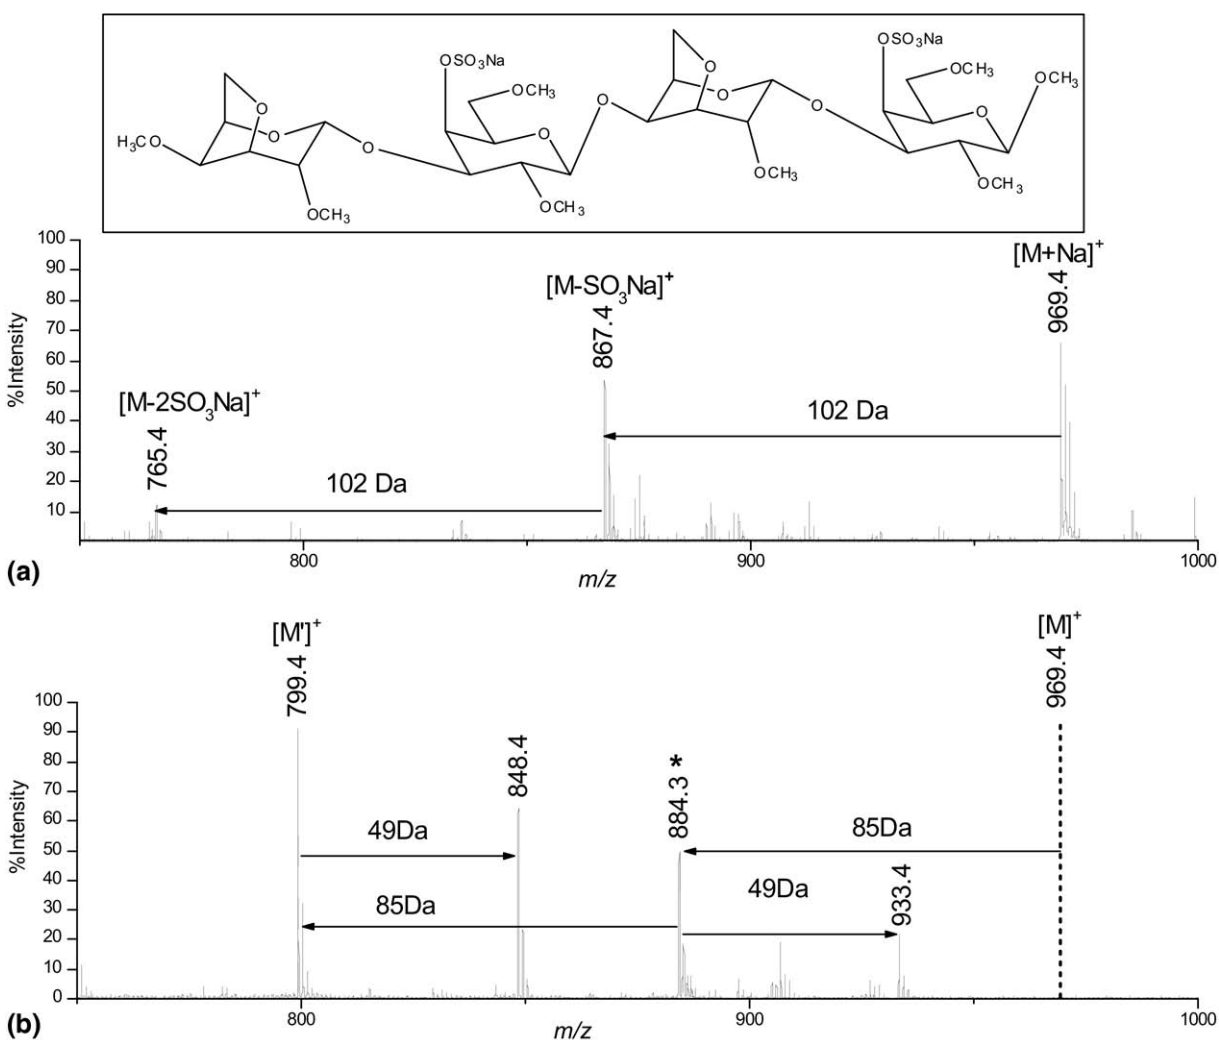 OSO₃Na
OCH₃
H₃CO
O
O
O
OCH₃
O
OCH₃
O
O
O
O
OCH₃
OSO₃Na
OCH₃
O
OCH₃
OCH₃
[M+Na]⁺
969.4
[M-SO₃Na]⁺
867.4
[M-2SO₃Na]⁺
765.4
102 Da
102 Da
%Intensity
100
90
80
70
60
50
40
30
20
10
800
900
1000
m/z
(a)
[M']⁺
799.4
848.4
*
884.3
933.4
[M]⁺
969.4
49Da
85Da
85Da
49Da
%Intensity
100
90
80
70
60
50
40
30
20
10
0
800
900
1000
m/z
(b)